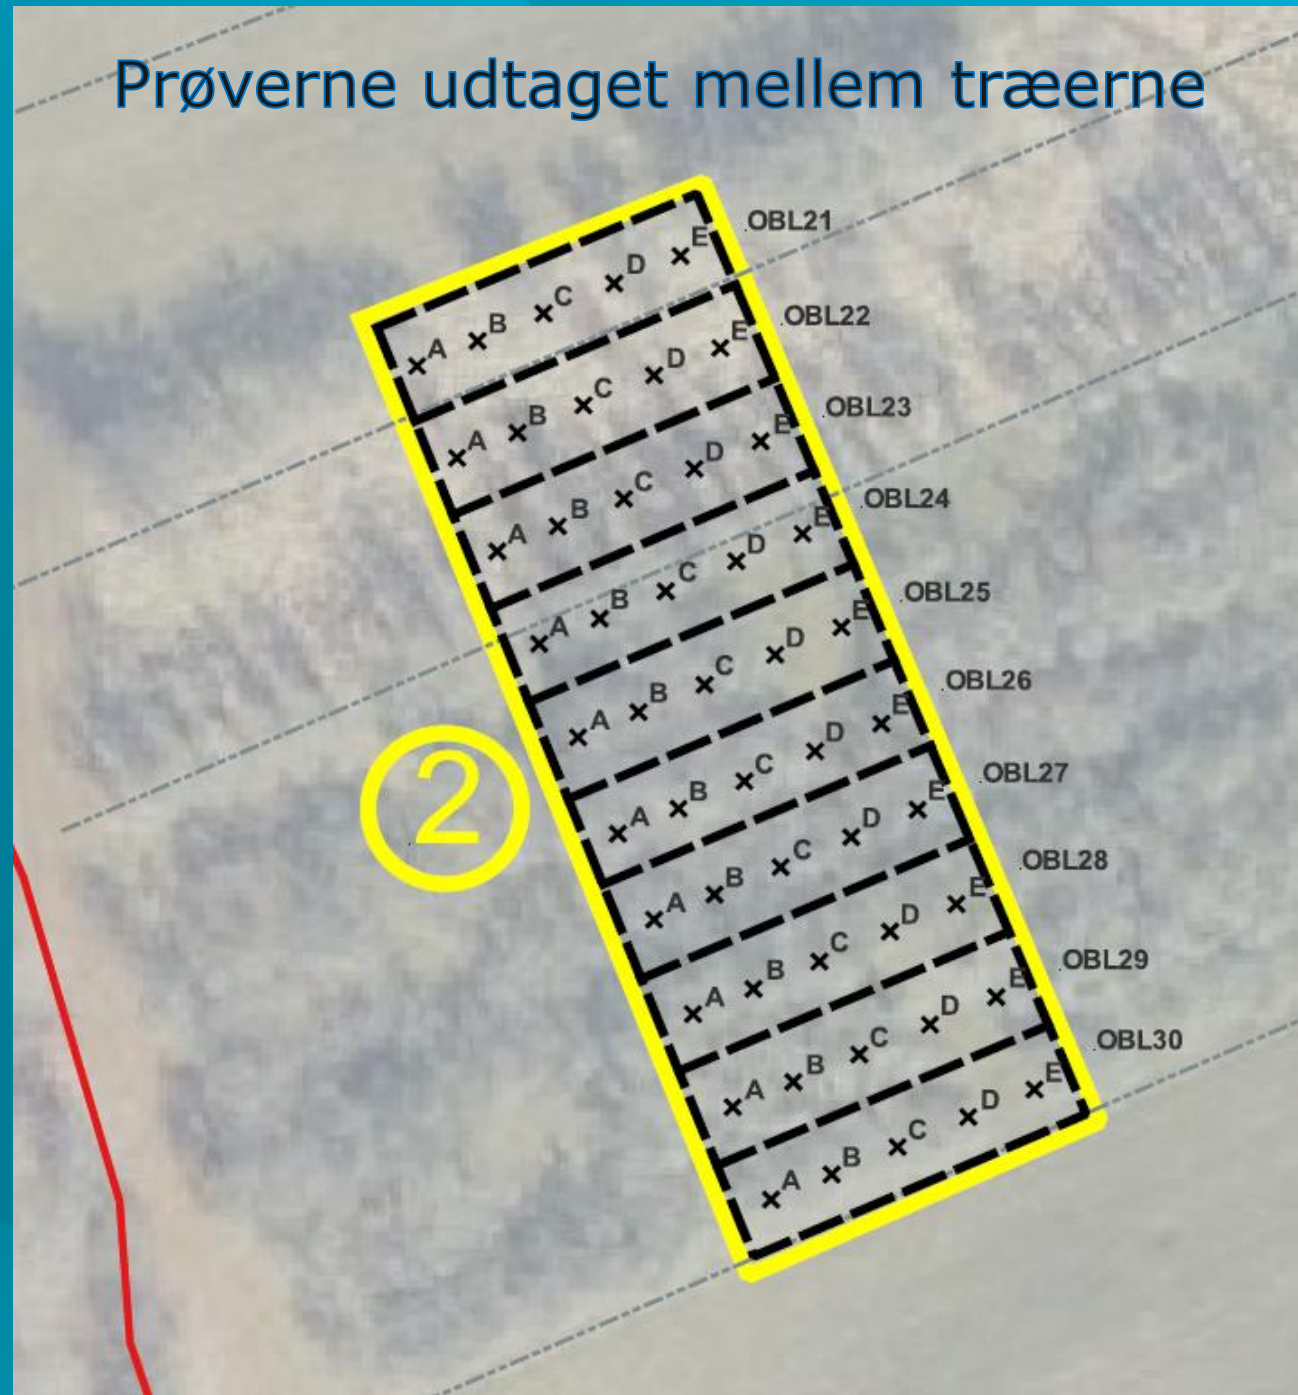 Prøverne udtaget mellem træerne
OBL21
A B C D E
OBL22
A B C D E
OBL23
A B C D E
OBL24
A B C D E
OBL25
A B C D E
OBL26
A B C D E
OBL27
A B C D E
OBL28
A B C D E
OBL29
A B C D E
OBL30
A B C D E
2